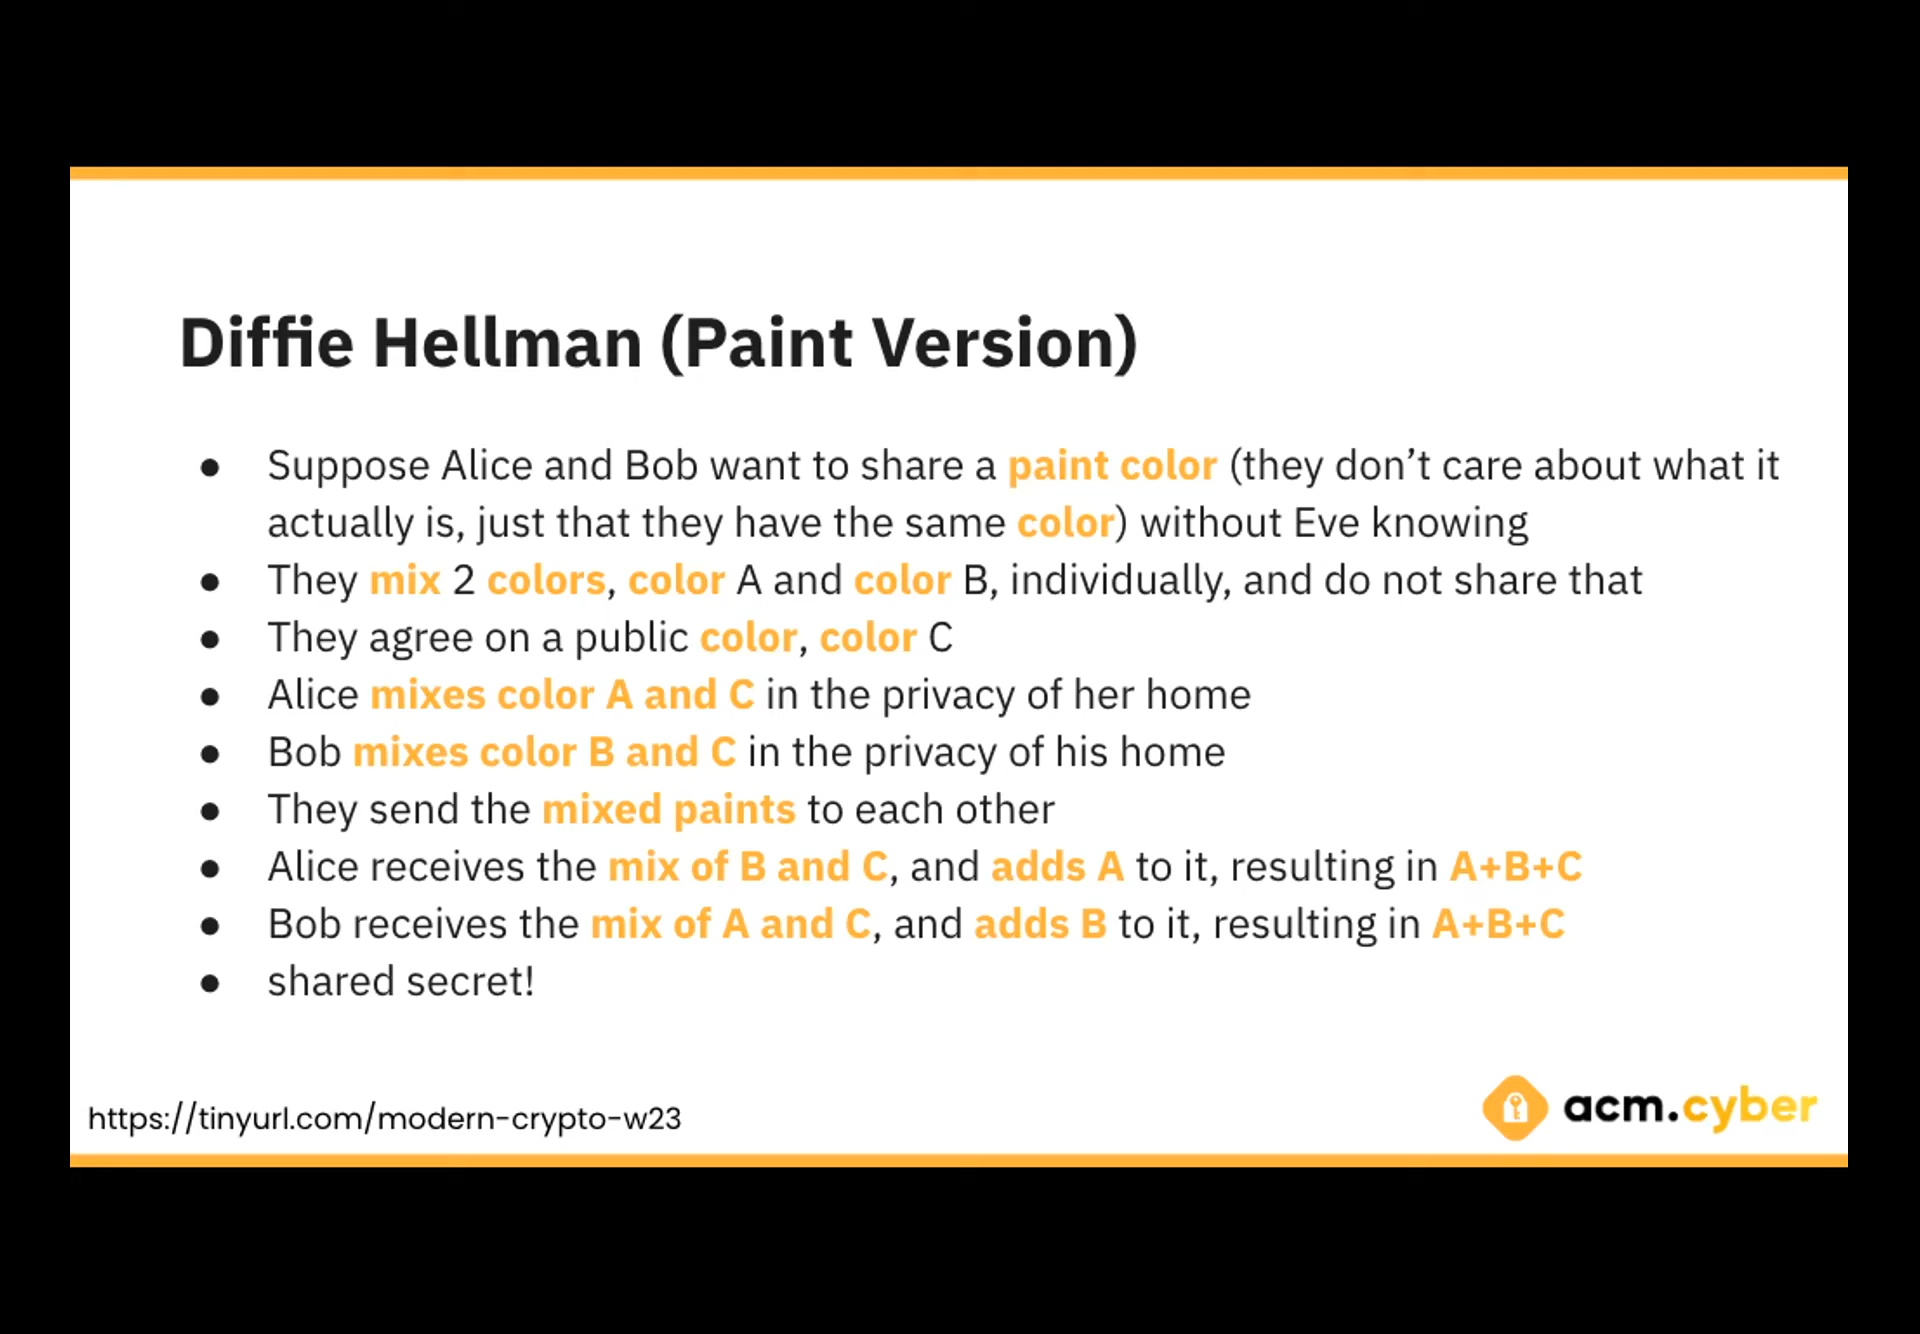 Diffie Hellman (Paint Version)
● Suppose Alice and Bob want to share a paint color (they don’t care about what it
actually is, just that they have the same color) without Eve knowing
● They mix 2 colors, color A and color B, individually, and do not share that
● They agree on a public color, color C
● Alice mixes color A and C in the privacy of her home
● Bob mixes color B and C in the privacy of his home
● They send the mixed paints to each other
● Alice receives the mix of B and C, and adds A to it, resulting in A+B+C
● Bob receives the mix of A and C, and adds B to it, resulting in A+B+C
● shared secret!
https://tinyurl.com/modern-crypto-w23
acm.cyber